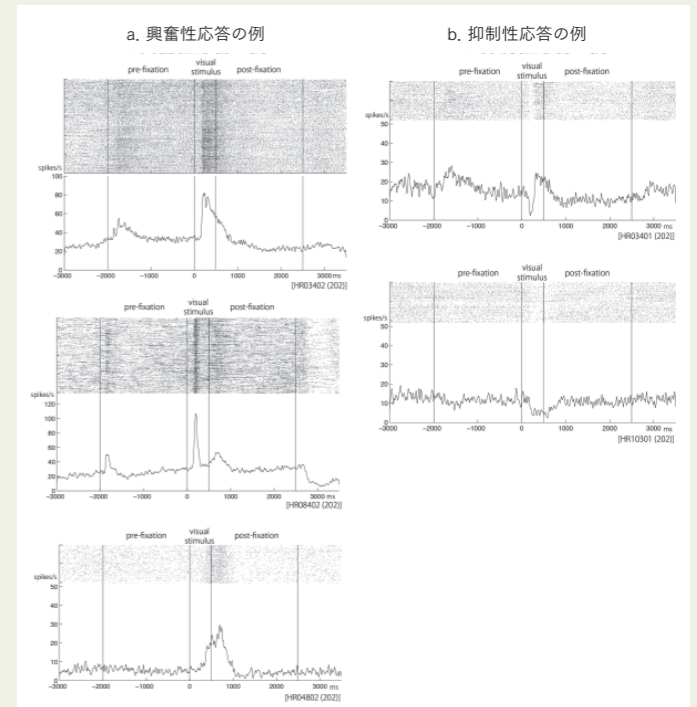 a. 興奮性応答の例
pre-fixation
visual
stimulus
post-fixation
spikes/s
100
80
60
40
20
0
−3000 −2000 −1000 0 1000 2000 3000 ms
[HR03402 (202)]
pre-fixation
visual
stimulus
post-fixation
spikes/s
120
100
80
60
40
20
0
−3000 −2000 −1000 0 1000 2000 3000 ms
[HR08402 (202)]
pre-fixation
visual
stimulus
post-fixation
spikes/s
50
40
30
20
10
0
−3000 −2000 −1000 0 1000 2000 3000 ms
[HR04802 (202)]
b. 抑制性応答の例
pre-fixation
visual
stimulus
post-fixation
spikes/s
50
40
30
20
10
0
−3000 −2000 −1000 0 1000 2000 3000 ms
[HR03401 (202)]
pre-fixation
visual
stimulus
post-fixation
spikes/s
50
40
30
20
10
0
−3000 −2000 −1000 0 1000 2000 3000 ms
[HR10301 (202)]